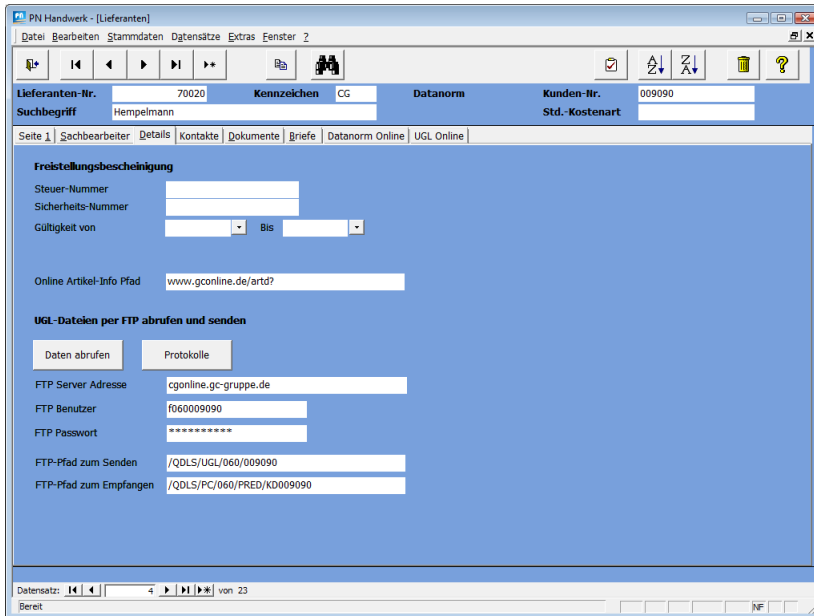 PN Handwerk - [Lieferanten]
Datei Bearbeiten Stammdaten Datensätze Extras Fenster ?
Lieferanten-Nr. 70020 Kennzeichen CG Datanorm Kunden-Nr. 009090
Suchbegriff Hempelmann Std.-Kostenart
Seite 1 Sachbearbeiter Details Kontakte Dokumente Briefe Datanorm Online UGL Online
Freistellungsbescheinigung
Steuer-Nummer
Sicherheits-Nummer
Gültigkeit von Bis
Online Artikel-Info Pfad www.gconline.de/artd?
UGL-Dateien per FTP abrufen und senden
Daten abrufen Protokolle
FTP Server Adresse cgonline.gc-gruppe.de
FTP Benutzer f060009090
FTP Passwort **********
FTP-Pfad zum Senden /QDLS/UGL/060/009090
FTP-Pfad zum Empfangen /QDLS/PC/060/PRED/KD009090
Datensatz: 4 von 23
Bereit NF